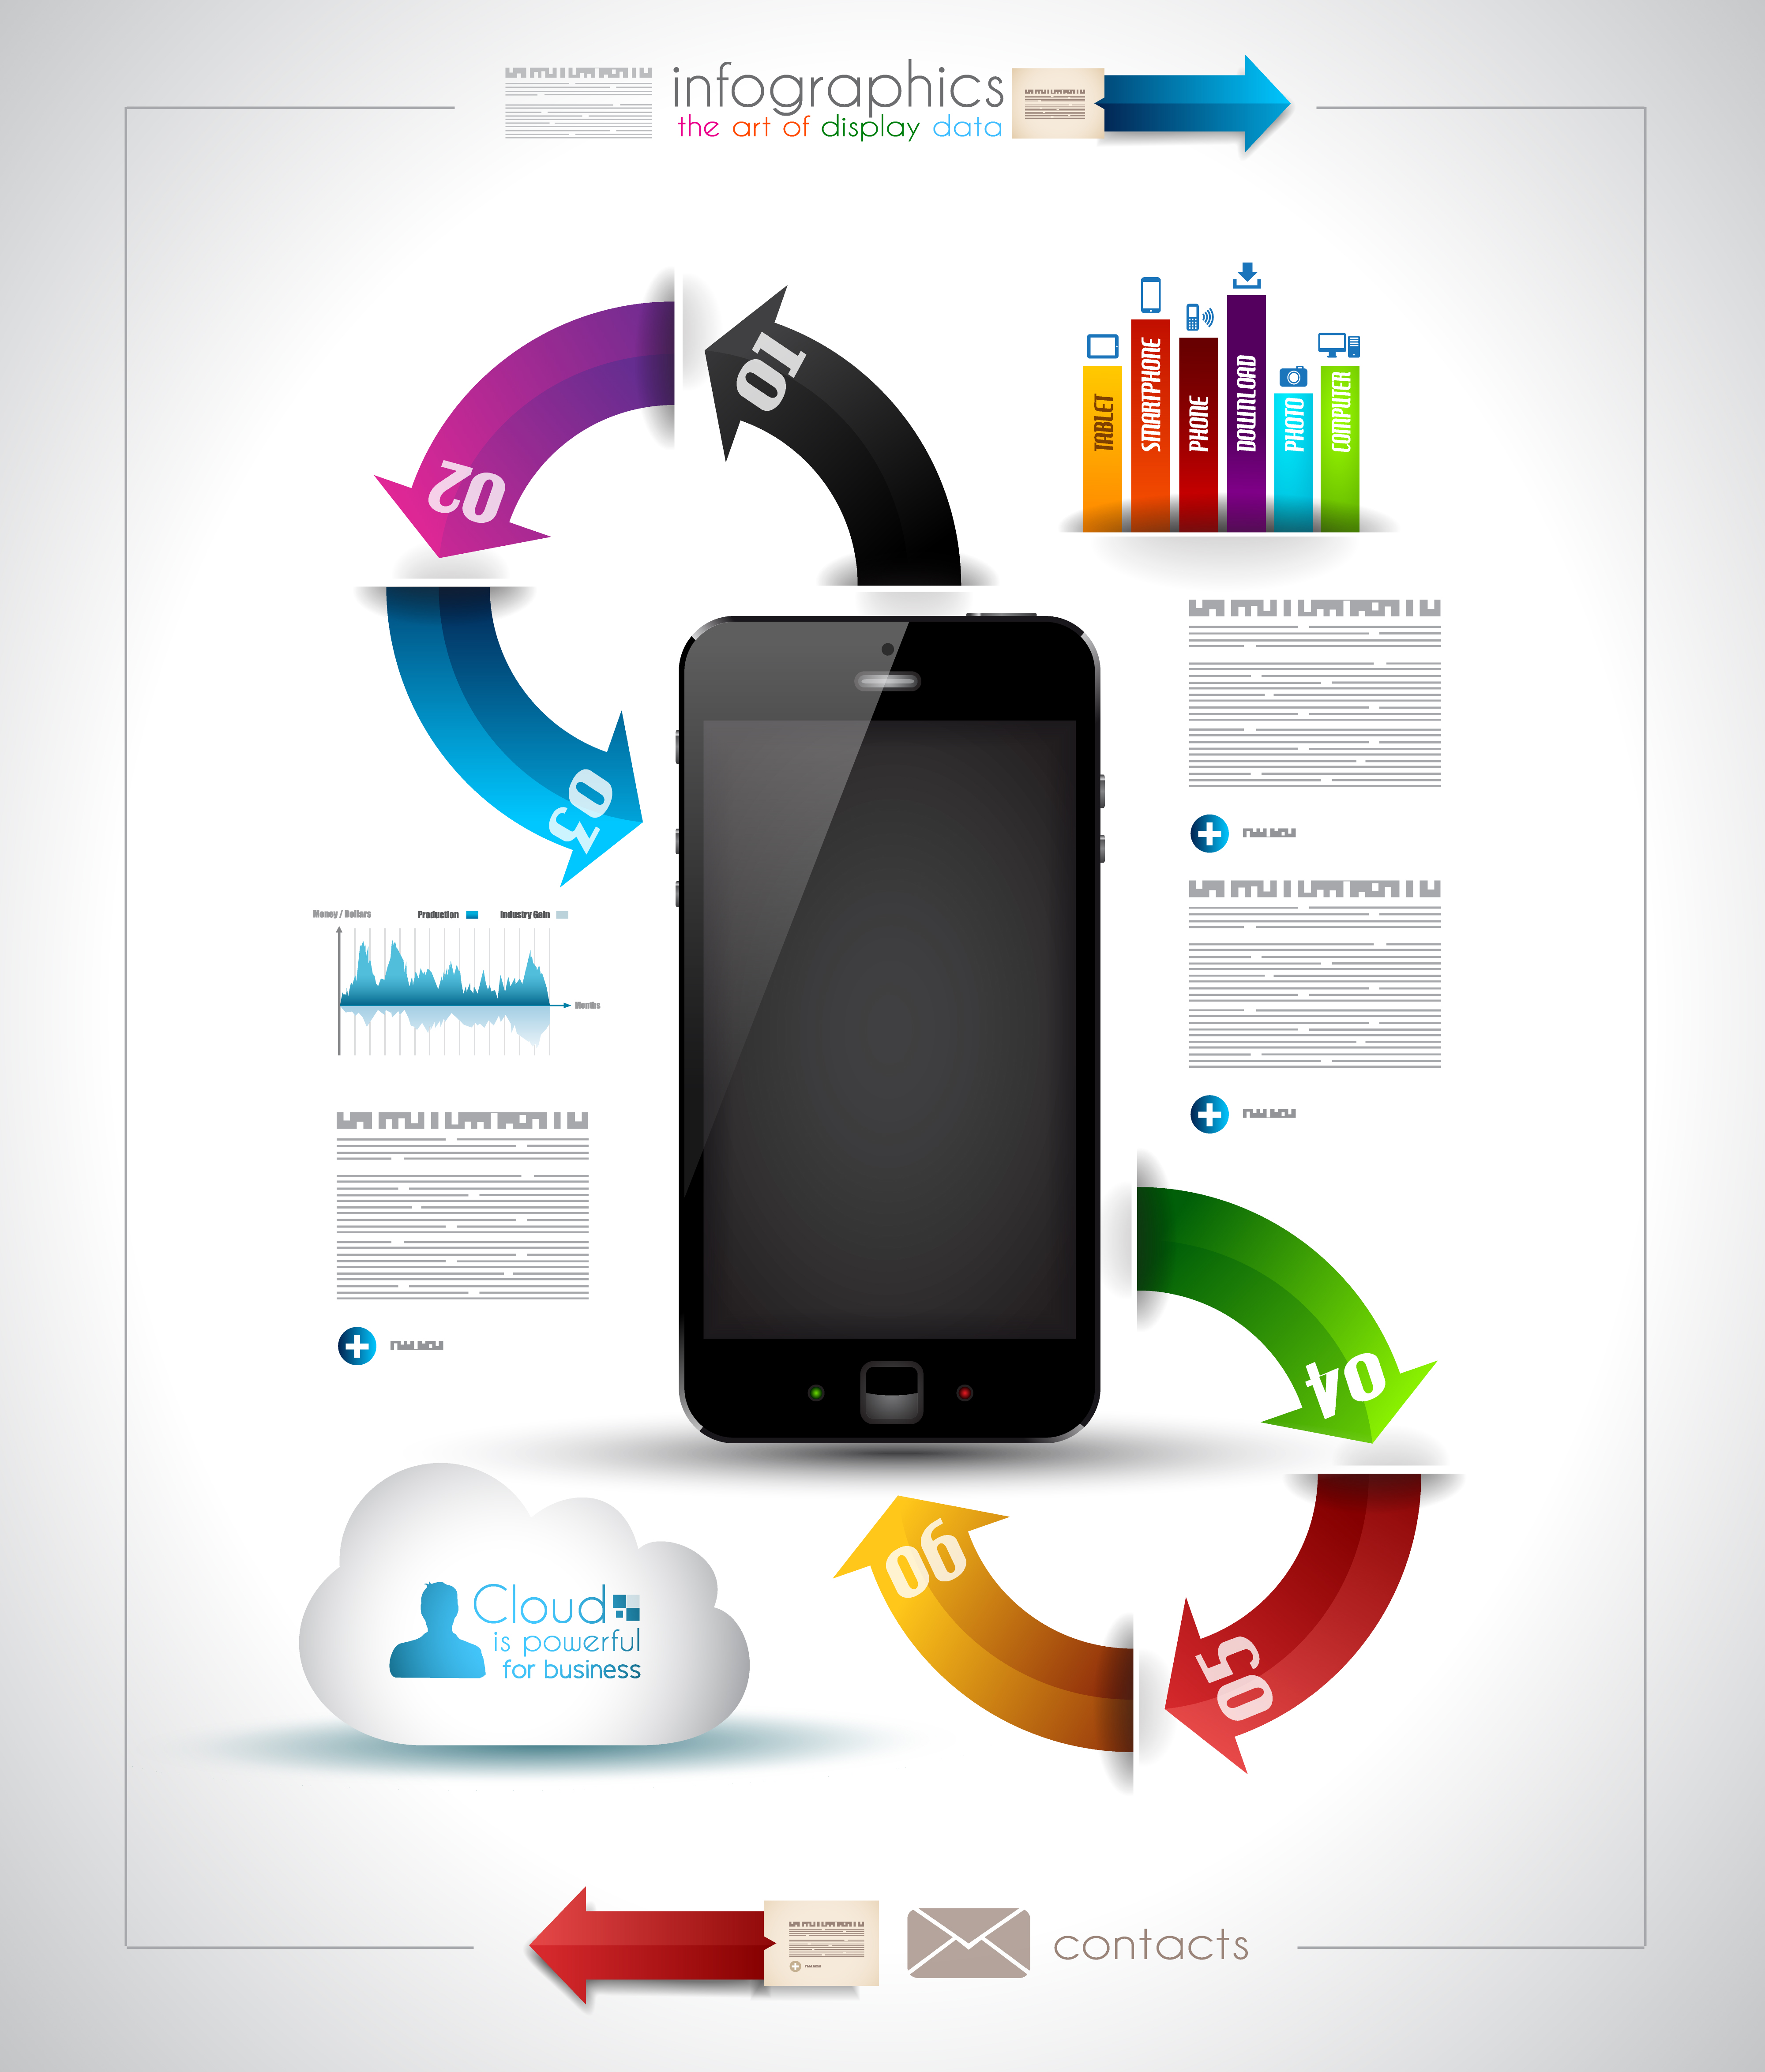 infographics
the art of display data
01
02
03
TABLET
SMARTPHONE
PHONE
DOWNLOAD
PHOTO
COMPUTER
Money / Dollars
Production
Industry Gain
Months
04
05
06
Cloud
is powerful
for business
contacts